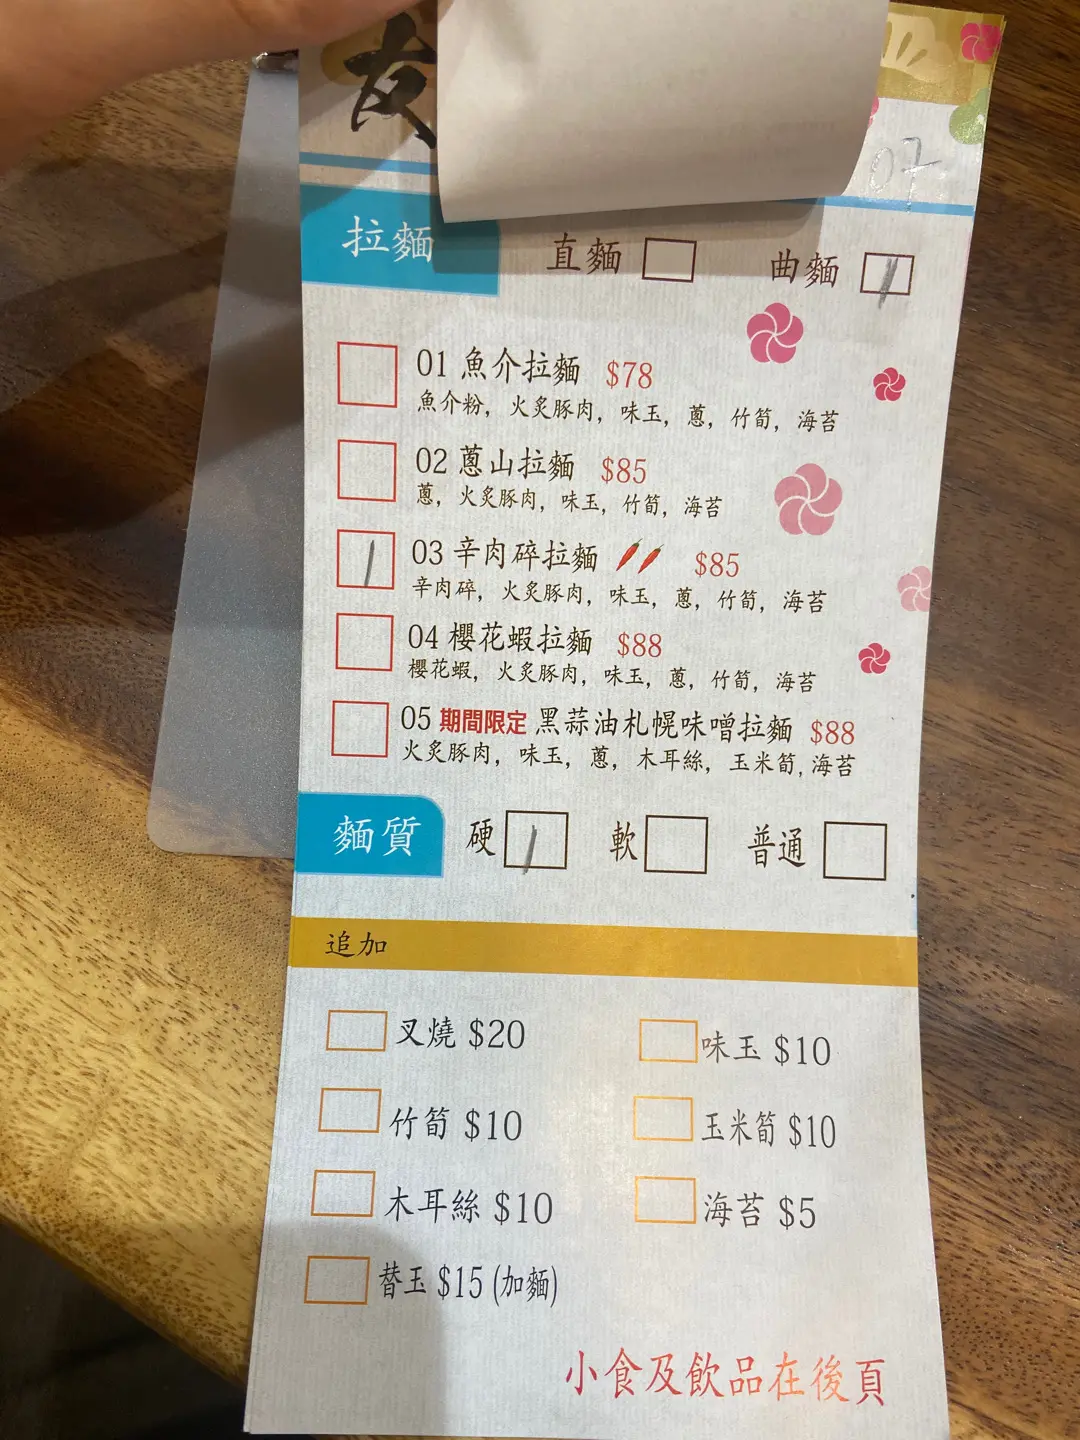 友
07
拉麵 直麵 曲麵
01 魚介拉麵 $78
魚介粉, 火炙豚肉, 味玉, 蔥, 竹筍, 海苔
02 蔥山拉麵 $85
蔥, 火炙豚肉, 味玉, 竹筍, 海苔
03 辛肉碎拉麵 $85
辛肉碎, 火炙豚肉, 味玉, 蔥, 竹筍, 海苔
04 櫻花蝦拉麵 $88
櫻花蝦, 火炙豚肉, 味玉, 蔥, 竹筍, 海苔
05 期間限定 黑蒜油札幌味噌拉麵 $88
火炙豚肉, 味玉, 蔥, 木耳絲, 玉米筍, 海苔
麵質 硬 軟 普通
追加
叉燒 $20 味玉 $10
竹筍 $10 玉米筍 $10
木耳絲 $10 海苔 $5
替玉 $15 (加麵)
小食及飲品在後頁